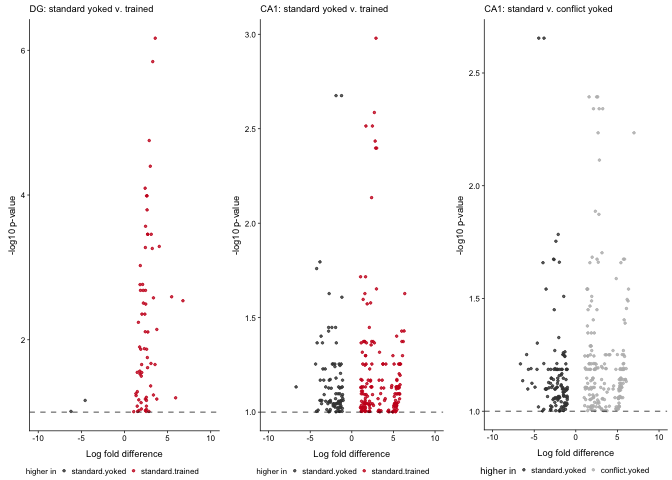 DG: standard yoked v. trained
CA1: standard yoked v. trained
CA1: standard v. conflict yoked
-log10 p-value
6
4
2
-10
-5
0
5
10
Log fold difference
higher in standard.yoked standard.trained
-log10 p-value
3.0
2.5
2.0
1.5
1.0
-10
-5
0
5
10
Log fold difference
higher in standard.yoked standard.trained
-log10 p-value
2.5
2.0
1.5
1.0
-10
-5
0
5
10
Log fold difference
higher in standard.yoked conflict.yoked